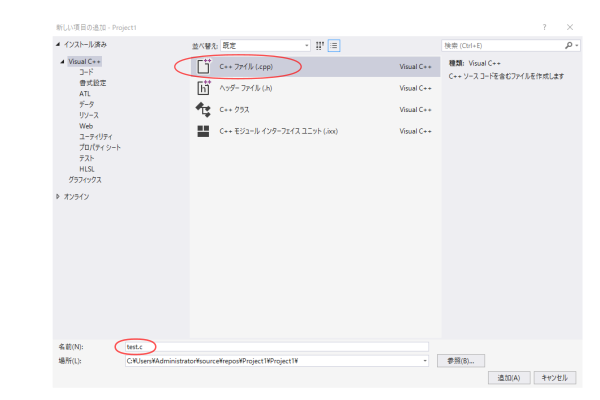 新しい項目の追加 - Project1
? ×
インストール済み
並べ替え: 既定
検索 (Ctrl+E)
Visual C++
コード
書式設定
ATL
データ
リソース
Web
ユーティリティ
プロパティ シート
テスト
HLSL
グラフィックス
オンライン
C++ ファイル (.cpp) Visual C++
ヘッダー ファイル (.h) Visual C++
C++ クラス Visual C++
C++ モジュール インターフェイス ユニット (.ixx) Visual C++
種類: Visual C++
C++ ソース コードを含むファイルを作成します
名前(N): test.c
場所(L): C:¥Users¥Administrator¥source¥repos¥Project1¥Project1¥
参照(B)...
追加(A) キャンセル